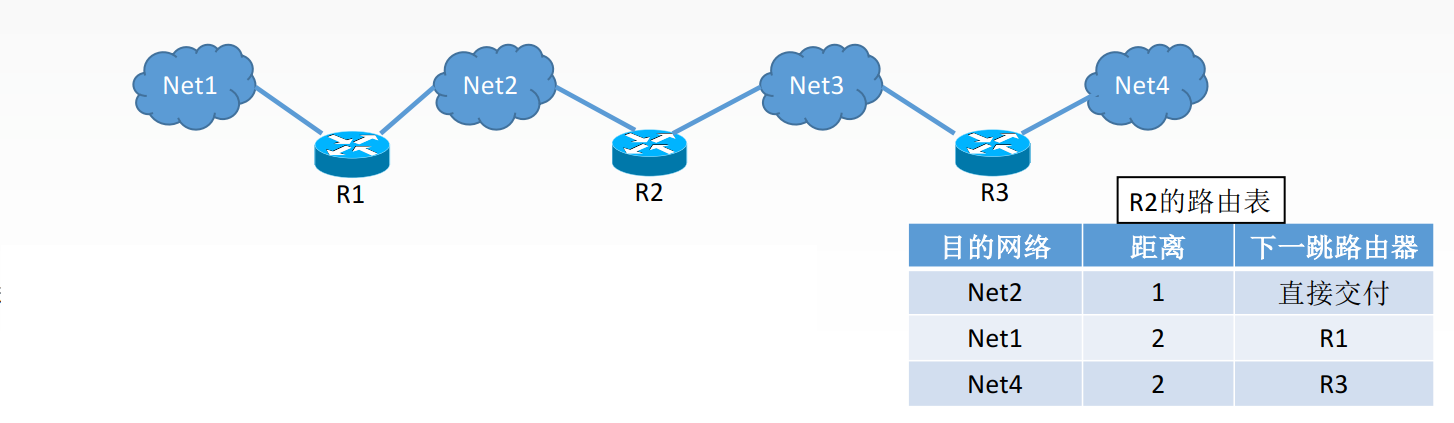 Net1
Net2
Net3
Net4
R1
R2
R3
R2的路由表
目的网络 距离 下一跳路由器
Net2 1 直接交付
Net1 2 R1
Net4 2 R3